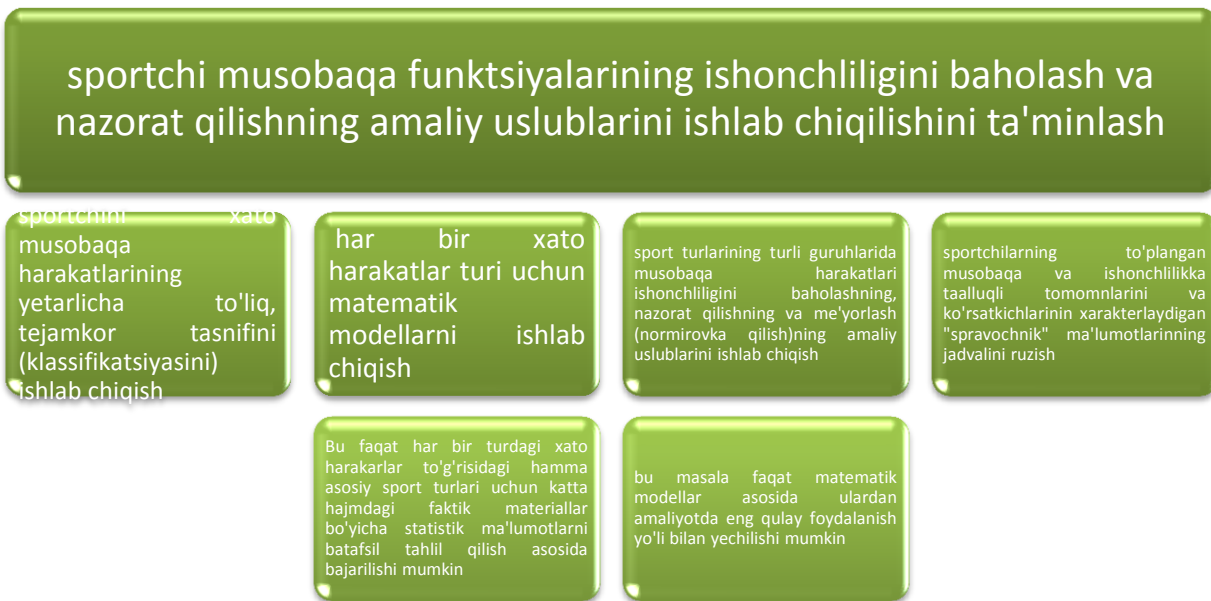 sportchi musobaqa funktsiyalarining ishonchliligini baholash va
nazorat qilishning amaliy uslublarini ishlab chiqilishini ta'minlash
sportchini xato
musobaqa
harakatlarining
yetarlicha to'liq,
tejamkor tasnifini
(klassifikatsiyasini)
ishlab chiqish
har bir xato
harakatlar turi uchun
matematik
modellarni ishlab
chiqish
sport turlarining turli guruhlarida
musobaqa harakatlari
ishonchliligini baholashning,
nazorat qilishning va me'yorlash
(normirovka qilish)ning amaliy
uslublarini ishlab chiqish
sportchilarning to'plangan
musobaqa va ishonchlilikka
taalluqli tomomnlarini va
ko'rsatkichlarinin xarakterlaydigan
"spravochnik" ma'lumotlarinning
jadvalini ruzish
Bu faqat har bir turdagi xato
harakarlar to'g'risidagi hamma
asosiy sport turlari uchun katta
hajmdagi faktik materiallar
bo'yicha statistik ma'lumotlarni
batafsil tahlil qilish asosida
bajarilishi mumkin
bu masala faqat matematik
modellar asosida ulardan
amaliyotda eng qulay foydalanish
yo'li bilan yechilishi mumkin